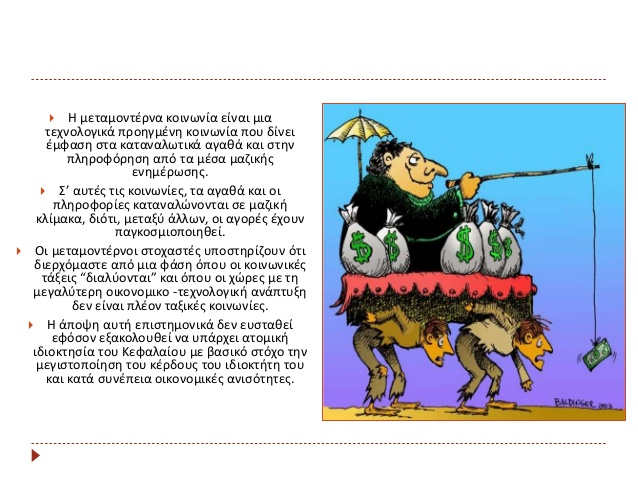 Η μεταμοντέρνα κοινωνία είναι μια
τεχνολογικά προηγμένη κοινωνία που δίνει
έμφαση στα καταναλωτικά αγαθά και στην
πληροφόρηση από τα μέσα μαζικής
ενημέρωσης.
Σ’ αυτές τις κοινωνίες, τα αγαθά και οι
πληροφορίες καταναλώνονται σε μαζική
κλίμακα, διότι, μεταξύ άλλων, οι αγορές έχουν
παγκοσμιοποιηθεί.
Οι μεταμοντέρνοι στοχαστές υποστηρίζουν ότι
διερχόμαστε από μια φάση όπου οι κοινωνικές
τάξεις “διαλύονται” και όπου οι χώρες με τη
μεγαλύτερη οικονομικο -τεχνολογική ανάπτυξη
δεν είναι πλέον ταξικές κοινωνίες.
Η άποψη αυτή επιστημονικά δεν ευσταθεί
εφόσον εξακολουθεί να υπάρχει ατομική
ιδιοκτησία του Κεφαλαίου με βασικό στόχο την
μεγιστοποίηση του κέρδους του ιδιοκτήτη του
και κατά συνέπεια οικονομικές ανισότητες.
$ $ $ $
BALDINGER